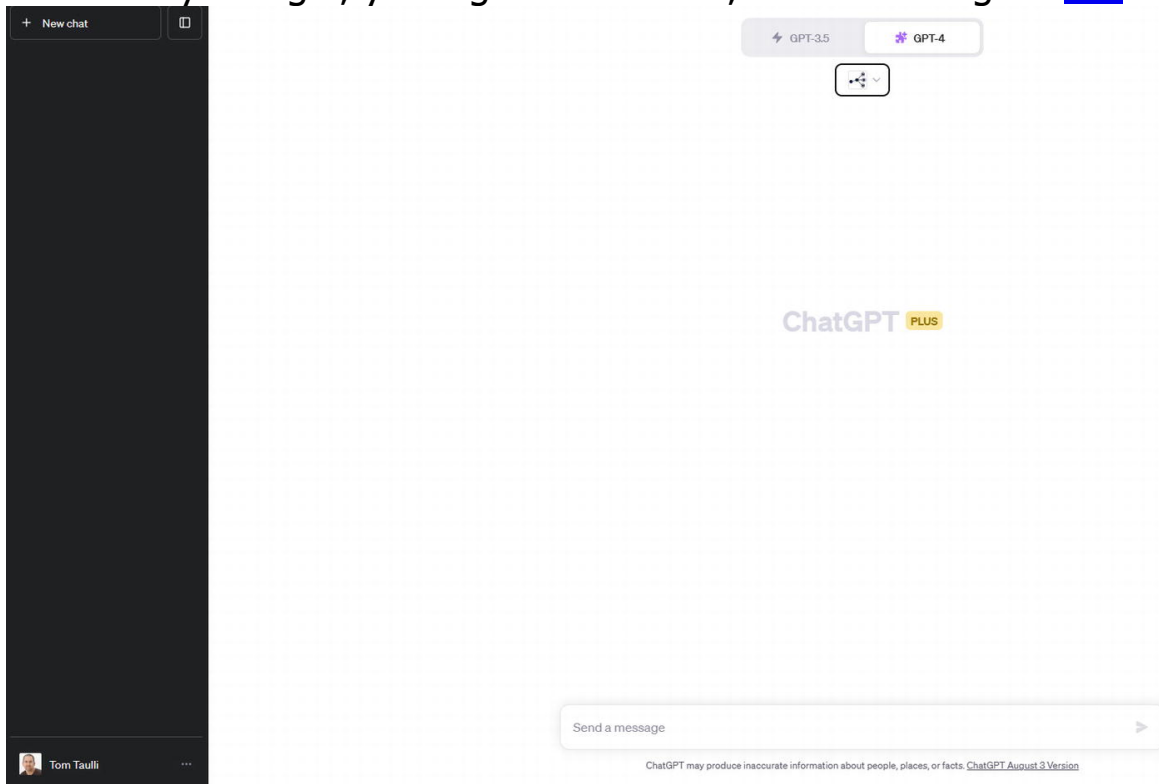 + New chat
GPT-3.5
GPT-4
ChatGPT PLUS
Send a message
ChatGPT may produce inaccurate information about people, places, or facts. ChatGPT August 3 Version
Tom Taulli